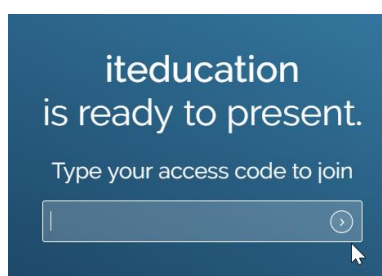 iteducation
is ready to present.
Type your access code to join